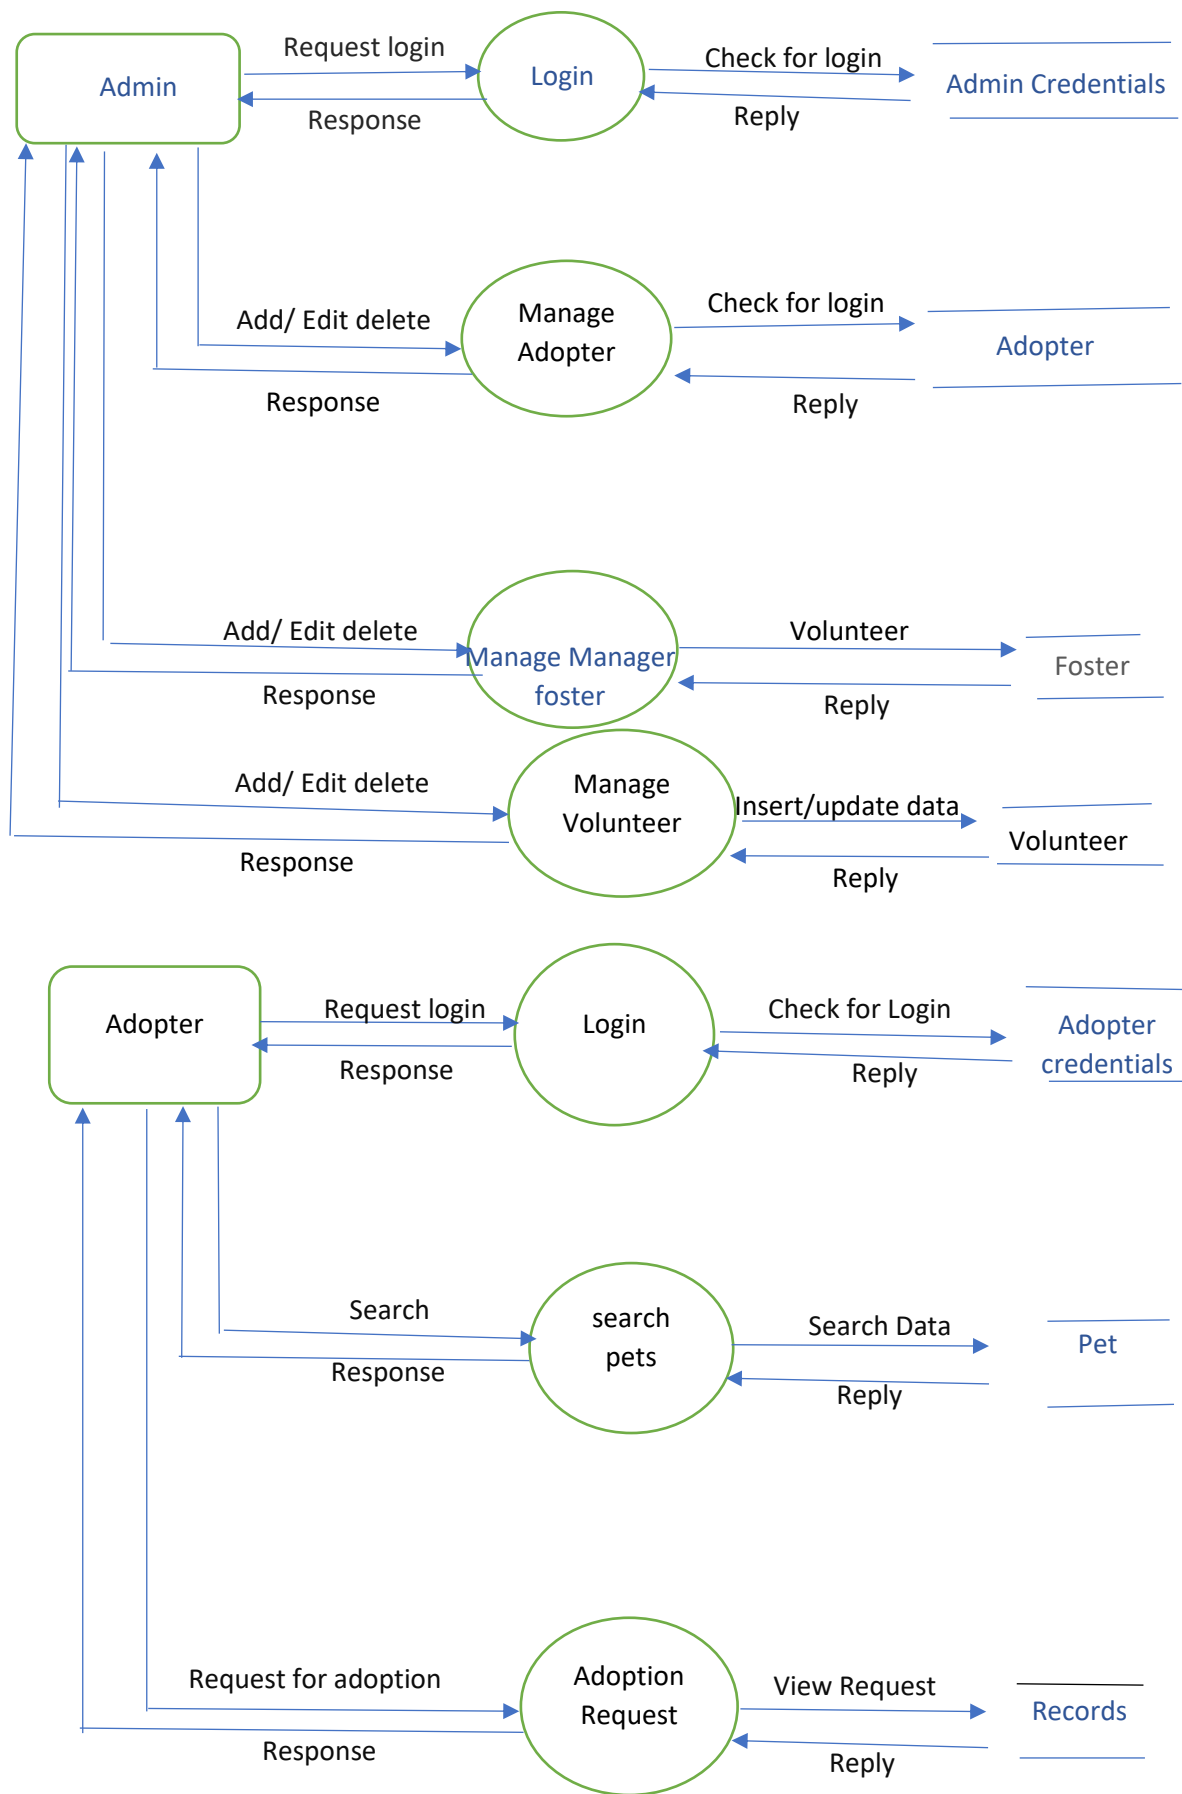 Request login
Admin
Login
Check for login
Admin Credentials
Response
Reply
Add/ Edit delete
Manage
Adopter
Check for login
Adopter
Response
Reply
Add/ Edit delete
Manage Manager
foster
Volunteer
Foster
Response
Reply
Add/ Edit delete
Manage
Volunteer
Insert/update data
Volunteer
Response
Reply
Adopter
Request login
Login
Check for Login
Adopter
credentials
Response
Reply
Search
search
pets
Search Data
Pet
Response
Reply
Request for adoption
Adoption
Request
View Request
Records
Response
Reply